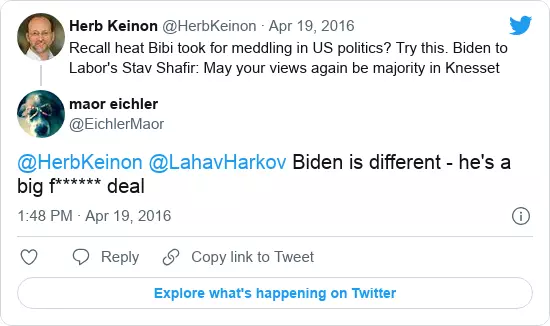 Herb Keinon @HerbKeinon · Apr 19, 2016
Recall heat Bibi took for meddling in US politics? Try this. Biden to
Labor's Stav Shafir: May your views again be majority in Knesset
maor eichler
@EichlerMaor
@HerbKeinon @LahavHarkov Biden is different - he's a
big f****** deal
1:48 PM · Apr 19, 2016
Reply
Copy link to Tweet
Explore what's happening on Twitter